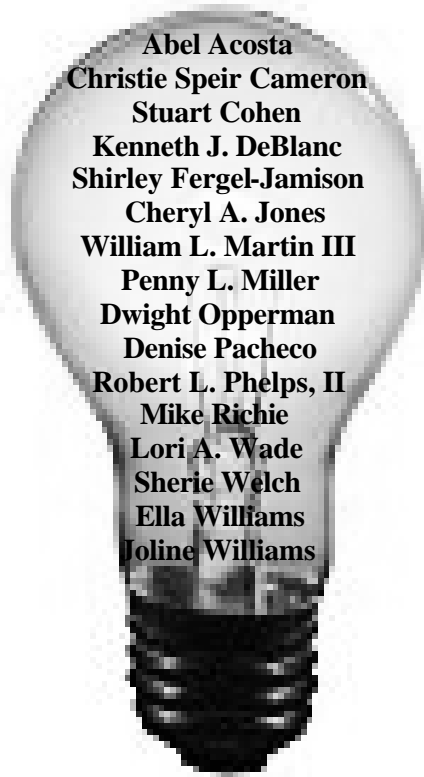 Abel Acosta
Christie Speir Cameron
Stuart Cohen
Kenneth J. DeBlanc
Shirley Fergel-Jamison
Cheryl A. Jones
William L. Martin III
Penny L. Miller
Dwight Opperman
Denise Pacheco
Robert L. Phelps, II
Mike Richie
Lori A. Wade
Sherie Welch
Ella Williams
Joline Williams